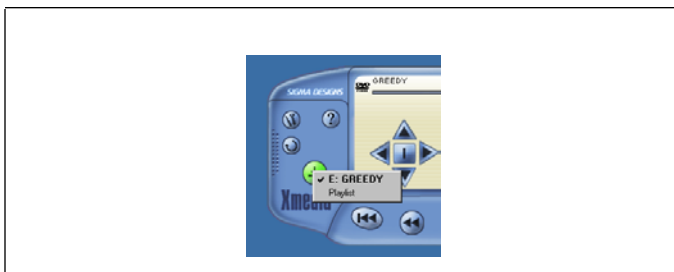 SIGMA DESIGNS
GREEDY
?
✓ E: GREEDY
Playlist
Xmedia